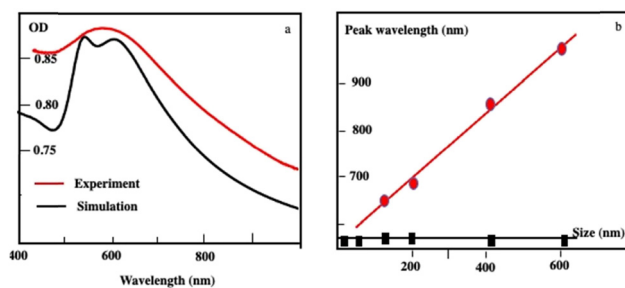 OD
a
0.85
0.80
0.75
Experiment
Simulation
400
600
800
Wavelength (nm)
Peak wavelength (nm)
b
900
800
700
Size (nm)
200
400
600